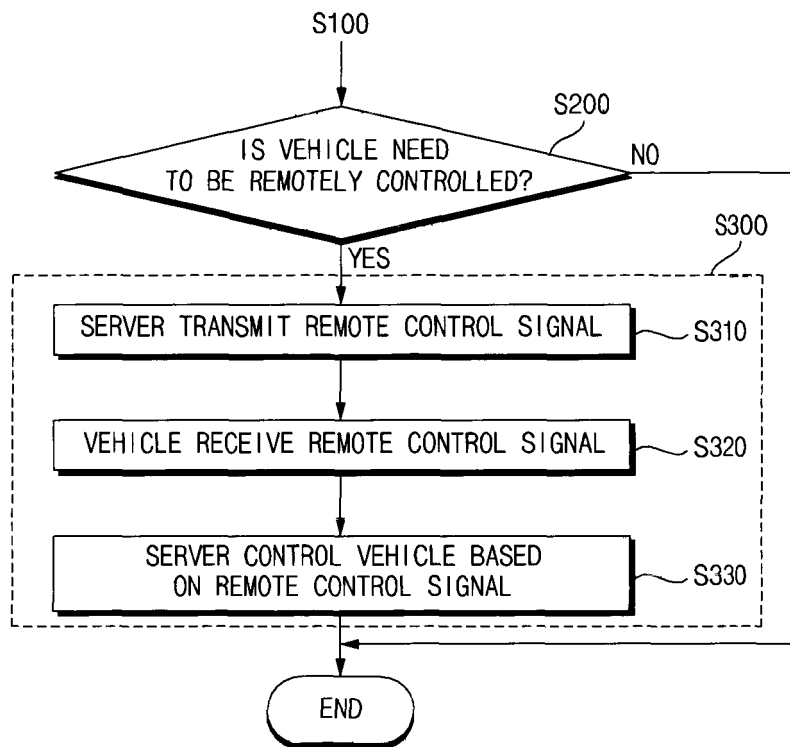 S100
S200
IS VEHICLE NEED
TO BE REMOTELY CONTROLLED?
NO
YES
S300
SERVER TRANSMIT REMOTE CONTROL SIGNAL
S310
VEHICLE RECEIVE REMOTE CONTROL SIGNAL
S320
SERVER CONTROL VEHICLE BASED
ON REMOTE CONTROL SIGNAL
S330
END